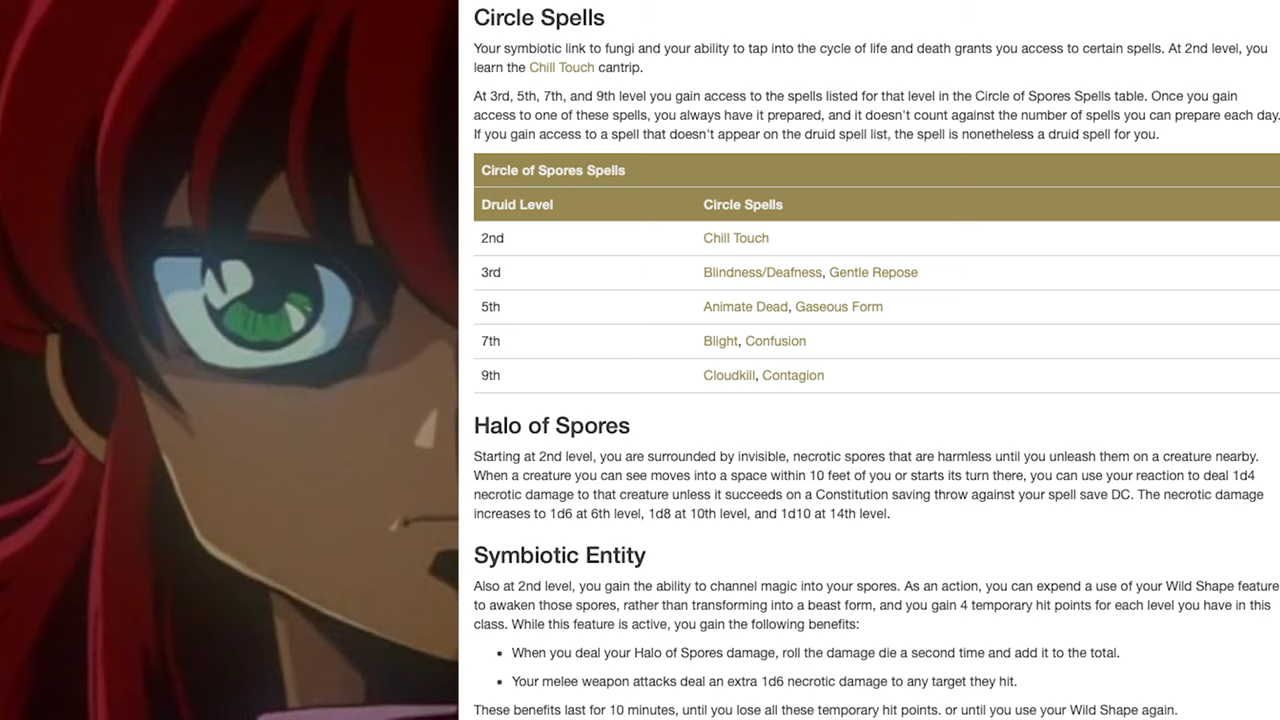 Circle Spells
Your symbiotic link to fungi and your ability to tap into the cycle of life and death grants you access to certain spells. At 2nd level, you
learn the Chill Touch cantrip.
At 3rd, 5th, 7th, and 9th level you gain access to the spells listed for that level in the Circle of Spores Spells table. Once you gain
access to one of these spells, you always have it prepared, and it doesn't count against the number of spells you can prepare each day.
If you gain access to a spell that doesn't appear on the druid spell list, the spell is nonetheless a druid spell for you.
Circle of Spores Spells
Druid Level Circle Spells
2nd Chill Touch
3rd Blindness/Deafness, Gentle Repose
5th Animate Dead, Gaseous Form
7th Blight, Confusion
9th Cloudkill, Contagion
Halo of Spores
Starting at 2nd level, you are surrounded by invisible, necrotic spores that are harmless until you unleash them on a creature nearby.
When a creature you can see moves into a space within 10 feet of you or starts its turn there, you can use your reaction to deal 1d4
necrotic damage to that creature unless it succeeds on a Constitution saving throw against your spell save DC. The necrotic damage
increases to 1d6 at 6th level, 1d8 at 10th level, and 1d10 at 14th level.
Symbiotic Entity
Also at 2nd level, you gain the ability to channel magic into your spores. As an action, you can expend a use of your Wild Shape feature
to awaken those spores, rather than transforming into a beast form, and you gain 4 temporary hit points for each level you have in this
class. While this feature is active, you gain the following benefits:
• When you deal your Halo of Spores damage, roll the damage die a second time and add it to the total.
• Your melee weapon attacks deal an extra 1d6 necrotic damage to any target they hit.
These benefits last for 10 minutes, until you lose all these temporary hit points. or until you use your Wild Shape again.